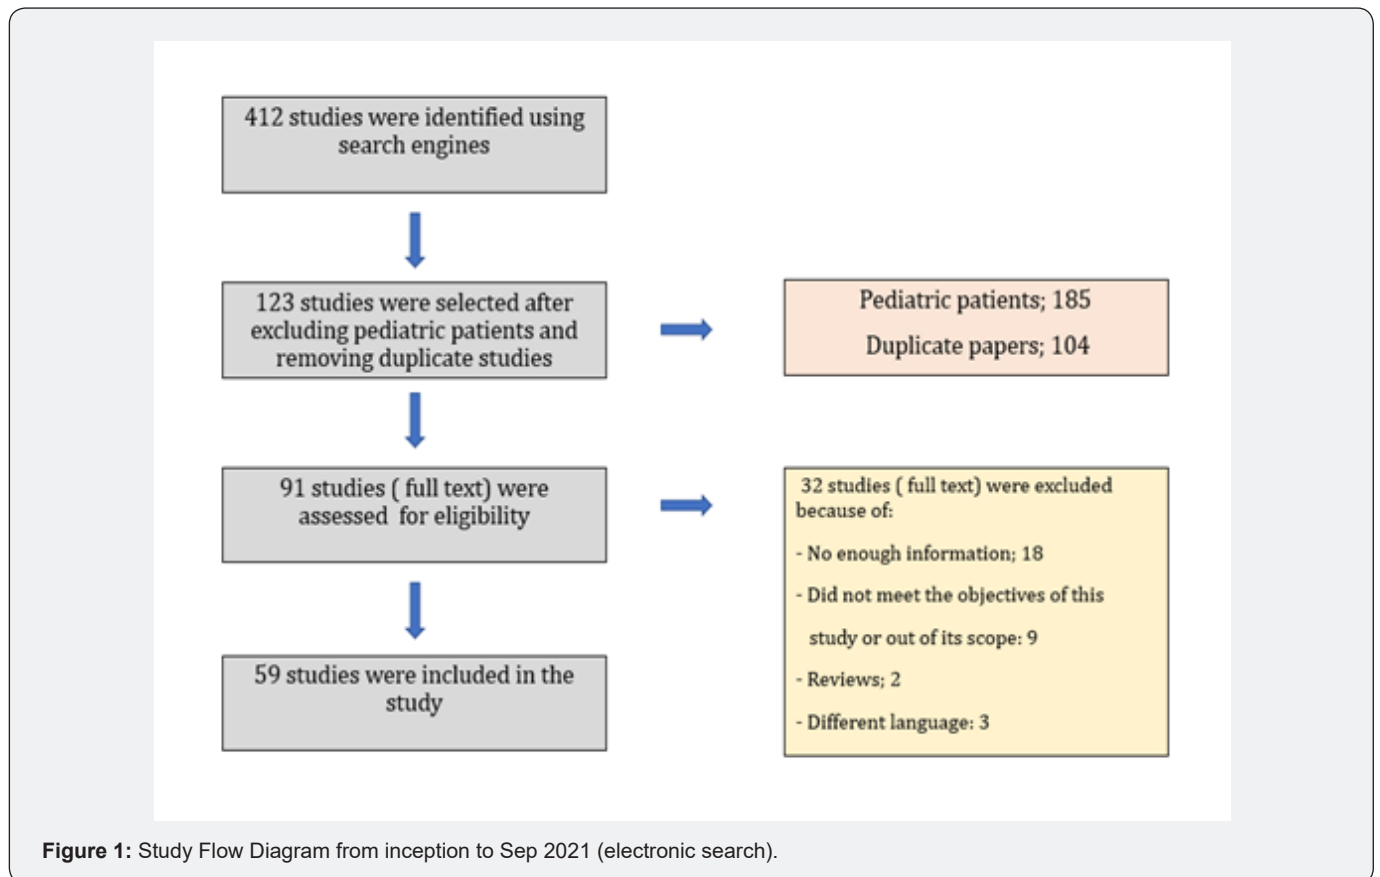 412 studies were identified using
search engines
123 studies were selected after
excluding pediatric patients and
removing duplicate studies
Pediatric patients; 185
Duplicate papers; 104
91 studies ( full text) were
assessed for eligibility
32 studies ( full text) were excluded
because of:
- No enough information; 18
- Did not meet the objectives of this
study or out of its scope: 9
- Reviews; 2
- Different language: 3
59 studies were included in the
study
Figure 1: Study Flow Diagram from inception to Sep 2021 (electronic search).